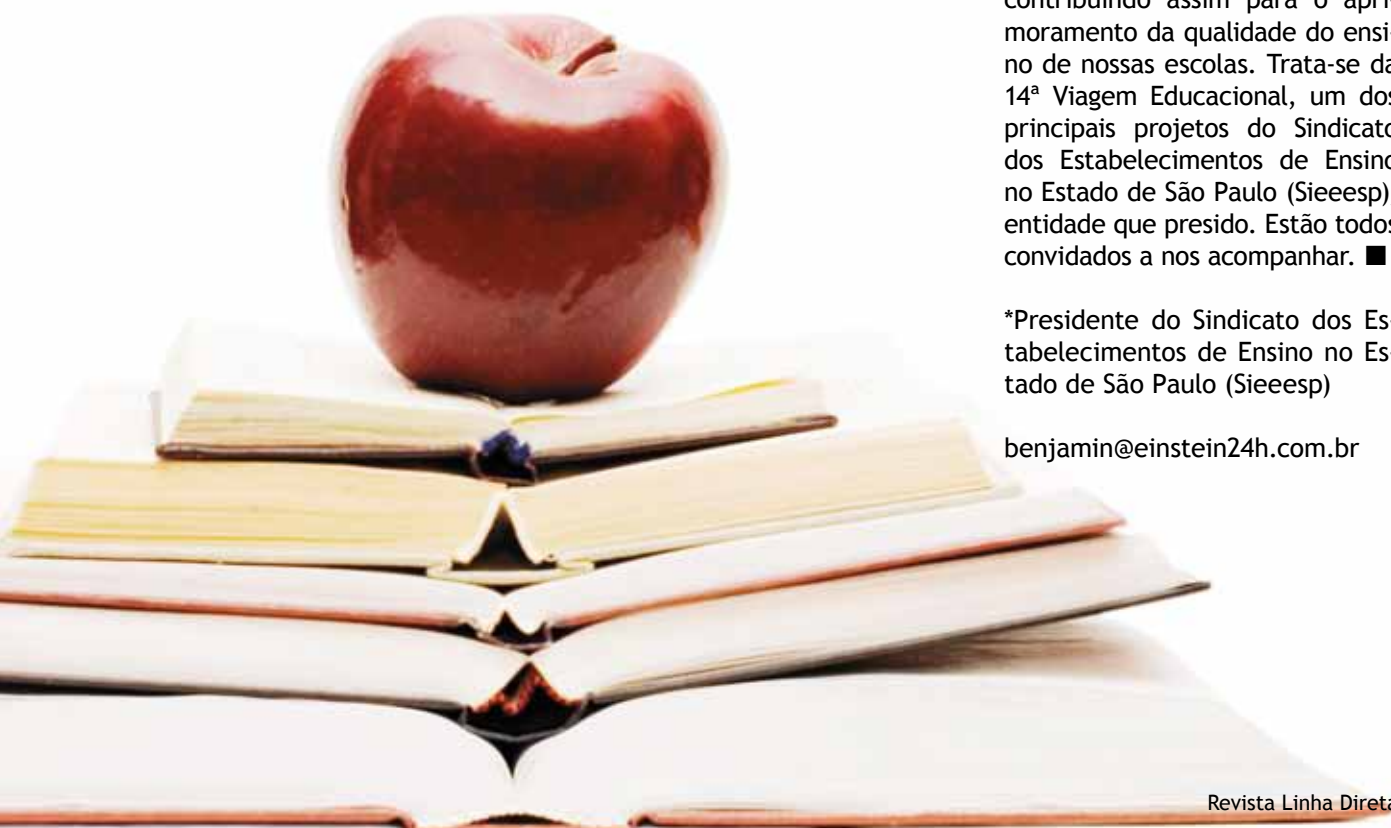 contribuindo assim para o apri-
moramento da qualidade do ensi-
no de nossas escolas. Trata-se da
14ª Viagem Educacional, um dos
principais projetos do Sindicato
dos Estabelecimentos de Ensino
no Estado de São Paulo (Sieeesp)
entidade que presido. Estão todos
convidados a nos acompanhar. ■
*Presidente do Sindicato dos Es-
tabelecimentos de Ensino no Es-
tado de São Paulo (Sieeesp)
benjamin@einstein24h.com.br
Revista Linha Direta